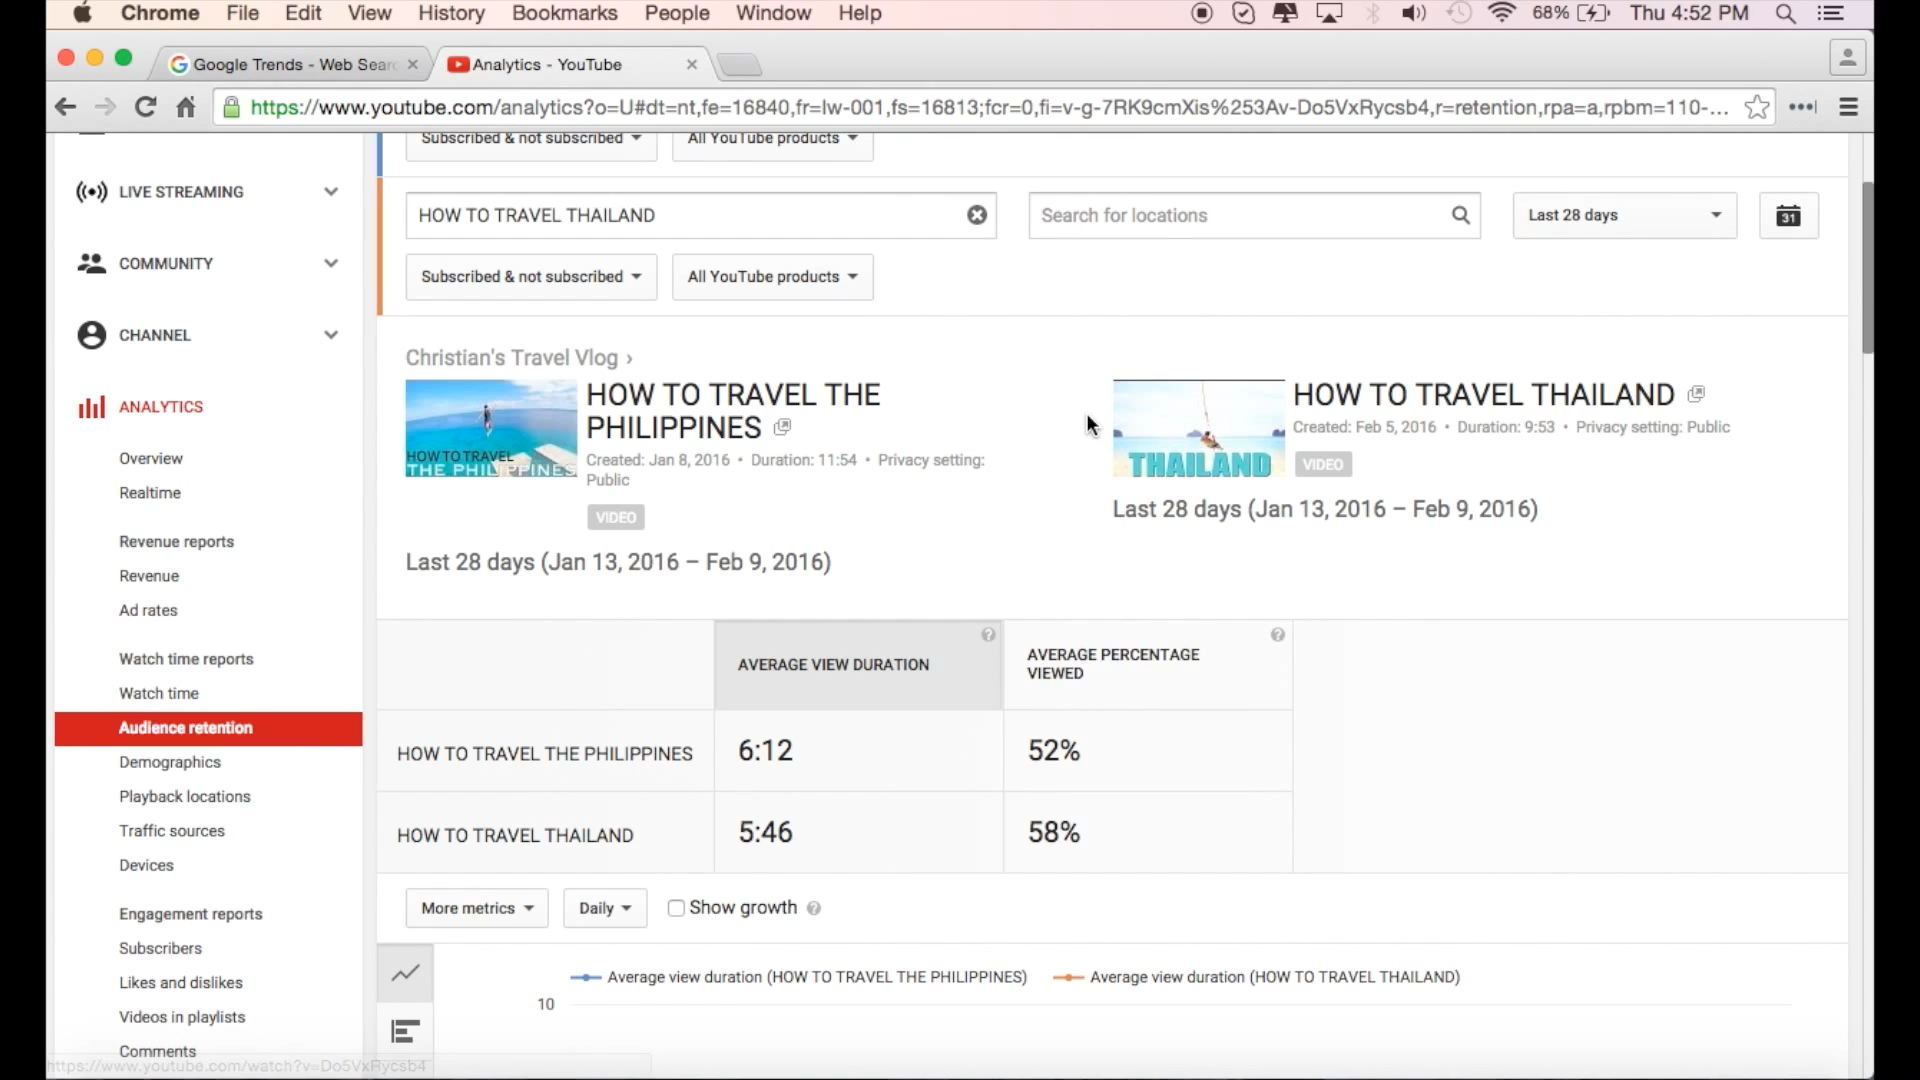 Chrome File Edit View History Bookmarks People Window Help 68% Thu 4:52 PM
Google Trends - Web Sear
Analytics - YouTube
https://www.youtube.com/analytics?o=U#dt=nt,fe=16840,fr=lw-001,fs=16813;fcr=0,fi=v-g-7RK9cmXis%253Av-Do5VxRycsb4,r=retention,rpa=a,rpbm=110-...
Subscribed & not subscribed All YouTube products
LIVE STREAMING
HOW TO TRAVEL THAILAND
Search for locations
Last 28 days
31
COMMUNITY
Subscribed & not subscribed All YouTube products
CHANNEL
Christian's Travel Vlog ›
HOW TO TRAVEL
THE PHILIPPINES
HOW TO TRAVEL THE
PHILIPPINES
Created: Jan 8, 2016 • Duration: 11:54 • Privacy setting:
Public
VIDEO
Last 28 days (Jan 13, 2016 – Feb 9, 2016)
THAILAND
HOW TO TRAVEL THAILAND
Created: Feb 5, 2016 • Duration: 9:53 • Privacy setting: Public
VIDEO
Last 28 days (Jan 13, 2016 – Feb 9, 2016)
ANALYTICS
Overview
Realtime
Revenue reports
Revenue
Ad rates
Watch time reports
Watch time
Audience retention
Demographics
Playback locations
Traffic sources
Devices
Engagement reports
Subscribers
Likes and dislikes
Videos in playlists
Comments
AVERAGE VIEW DURATION
?
AVERAGE PERCENTAGE
VIEWED
?
HOW TO TRAVEL THE PHILIPPINES 6:12 52%
HOW TO TRAVEL THAILAND 5:46 58%
More metrics Daily Show growth ?
Average view duration (HOW TO TRAVEL THE PHILIPPINES) Average view duration (HOW TO TRAVEL THAILAND)
10
https://www.youtube.com/watch?v=Do5VxRycsb4